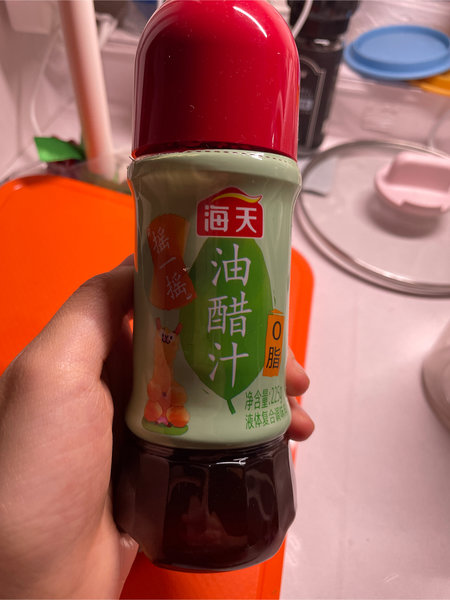 海天
摇一摇
油醋汁
0脂
净含量:225g
液体复合调味